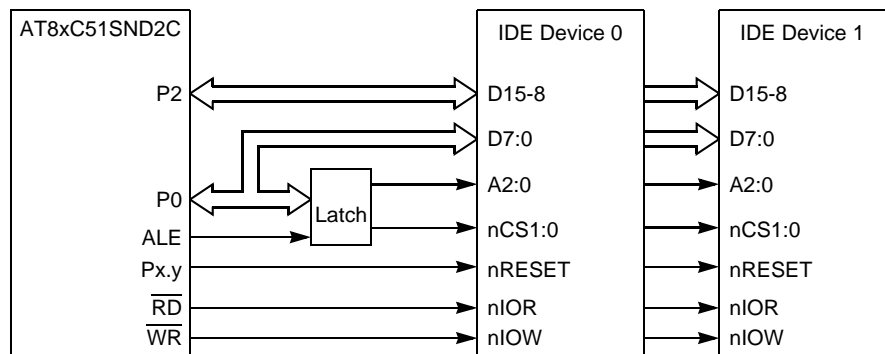 AT8xC51SND2C
IDE Device 0
IDE Device 1
P2
D15-8
D15-8
D7:0
D7:0
P0
Latch
A2:0
A2:0
ALE
nCS1:0
nCS1:0
Px.y
nRESET
nRESET
RD
nIOR
nIOR
WR
nIOW
nIOW